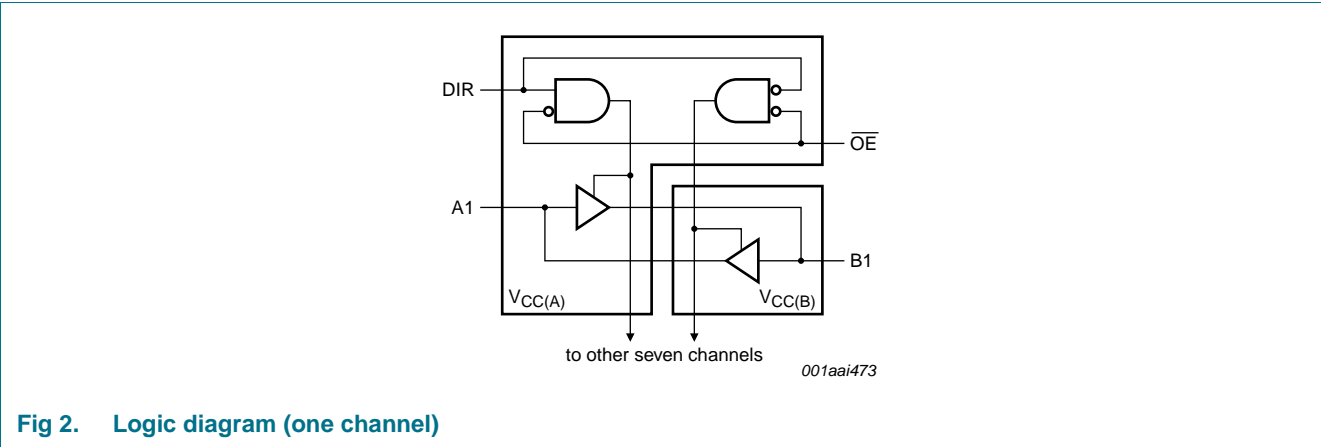 DIR
OE
A1
B1
VCC(A)
VCC(B)
to other seven channels
001aai473
Fig 2. Logic diagram (one channel)